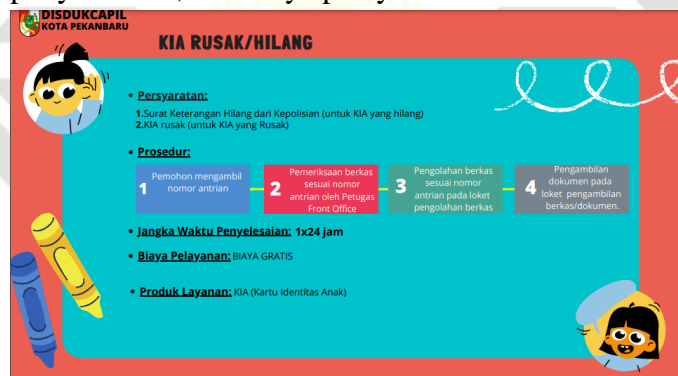 DISDUKCAPIL
KOTA PEKANBARU
KIA RUSAK/HILANG
• Persyaratan:
1.Surat Keterangan Hilang dari Kepolisian (untuk KIA yang hilang)
2.KIA rusak (untuk KIA yang Rusak)
• Prosedur:
1 Pemohon mengambil
nomor antrian
2 Pemeriksaan berkas
sesuai nomor
antrian oleh Petugas
Front Office
3 Pengolahan berkas
sesuai nomor
antrian pada loket
pengolahan berkas
4 Pengambilan
dokumen pada
loket pengambilan
berkas/dokumen.
• Jangka Waktu Penyelesaian: 1x24 jam
• Biaya Pelayanan: BIAYA GRATIS
• Produk Layanan: KIA (Kartu Identitas Anak)